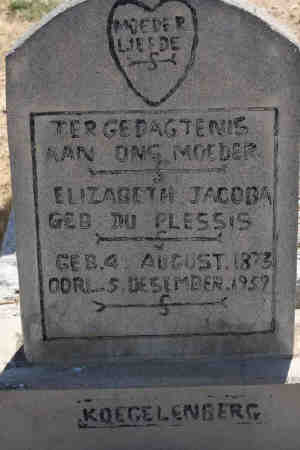 MOEDER
LIEFDE
TER GEDAGTENIS
AAN ONS MOEDER
ELIZABETH JACOBA
GEB DU PLESSIS
GEB. 4. AUGUST. 1873
OORL. 5. DESEMBER. 1957
KOEGELENBERG